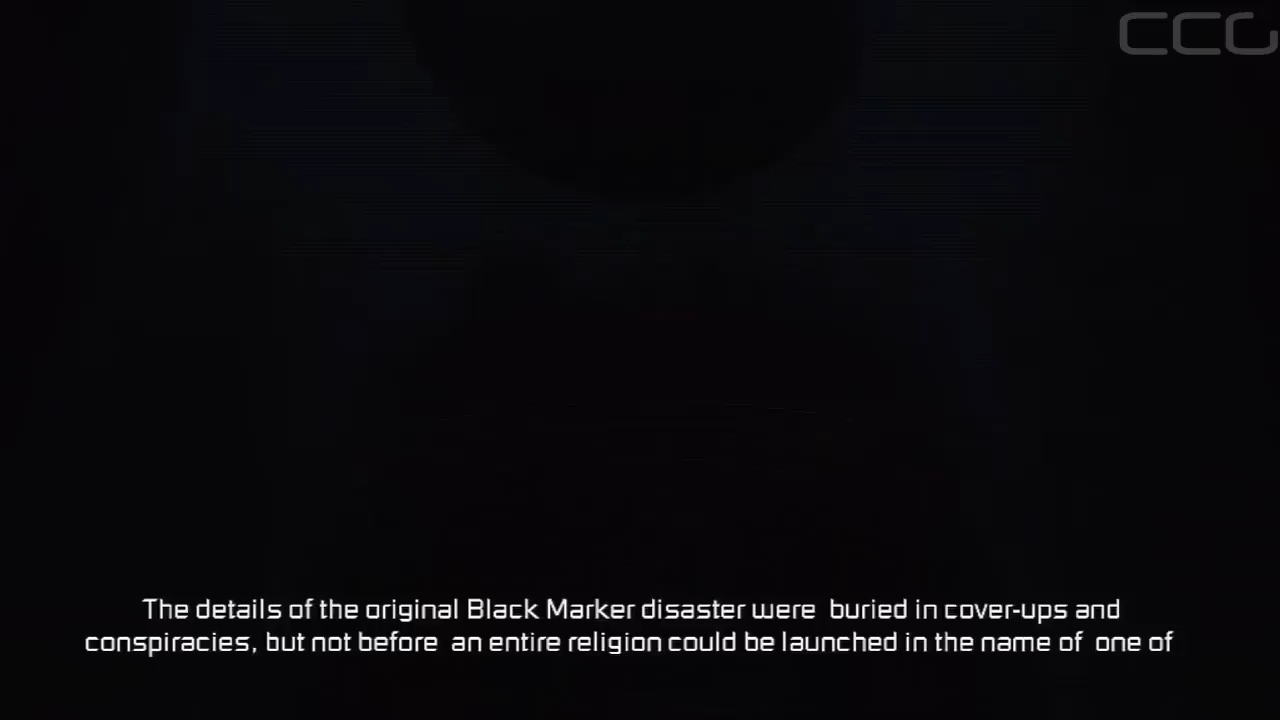 CCG
The details of the original Black Marker disaster were buried in cover-ups and
conspiracies, but not before an entire religion could be launched in the name of one of